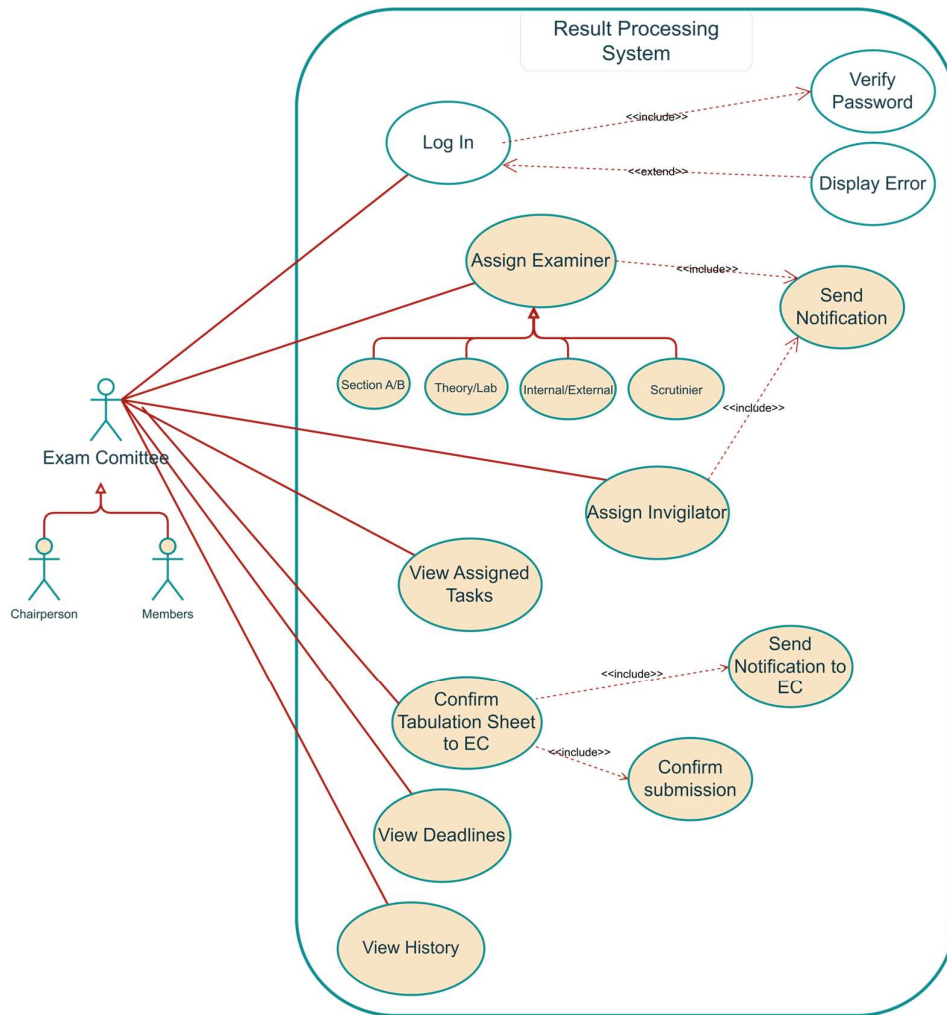 Result Processing
System
Verify
Password
<<include>>
Log In
<<extend>>
Display Error
Assign Examiner
<<include>>
Send
Notification
Section A/B
Theory/Lab
Internal/External
Scrutinier
<<include>>
Exam Comittee
Assign Invigilator
Chairperson
Members
View Assigned
Tasks
Send
Notification to
EC
<<include>>
Confirm
Tabulation Sheet
to EC
<<include>>
Confirm
submission
View Deadlines
View History